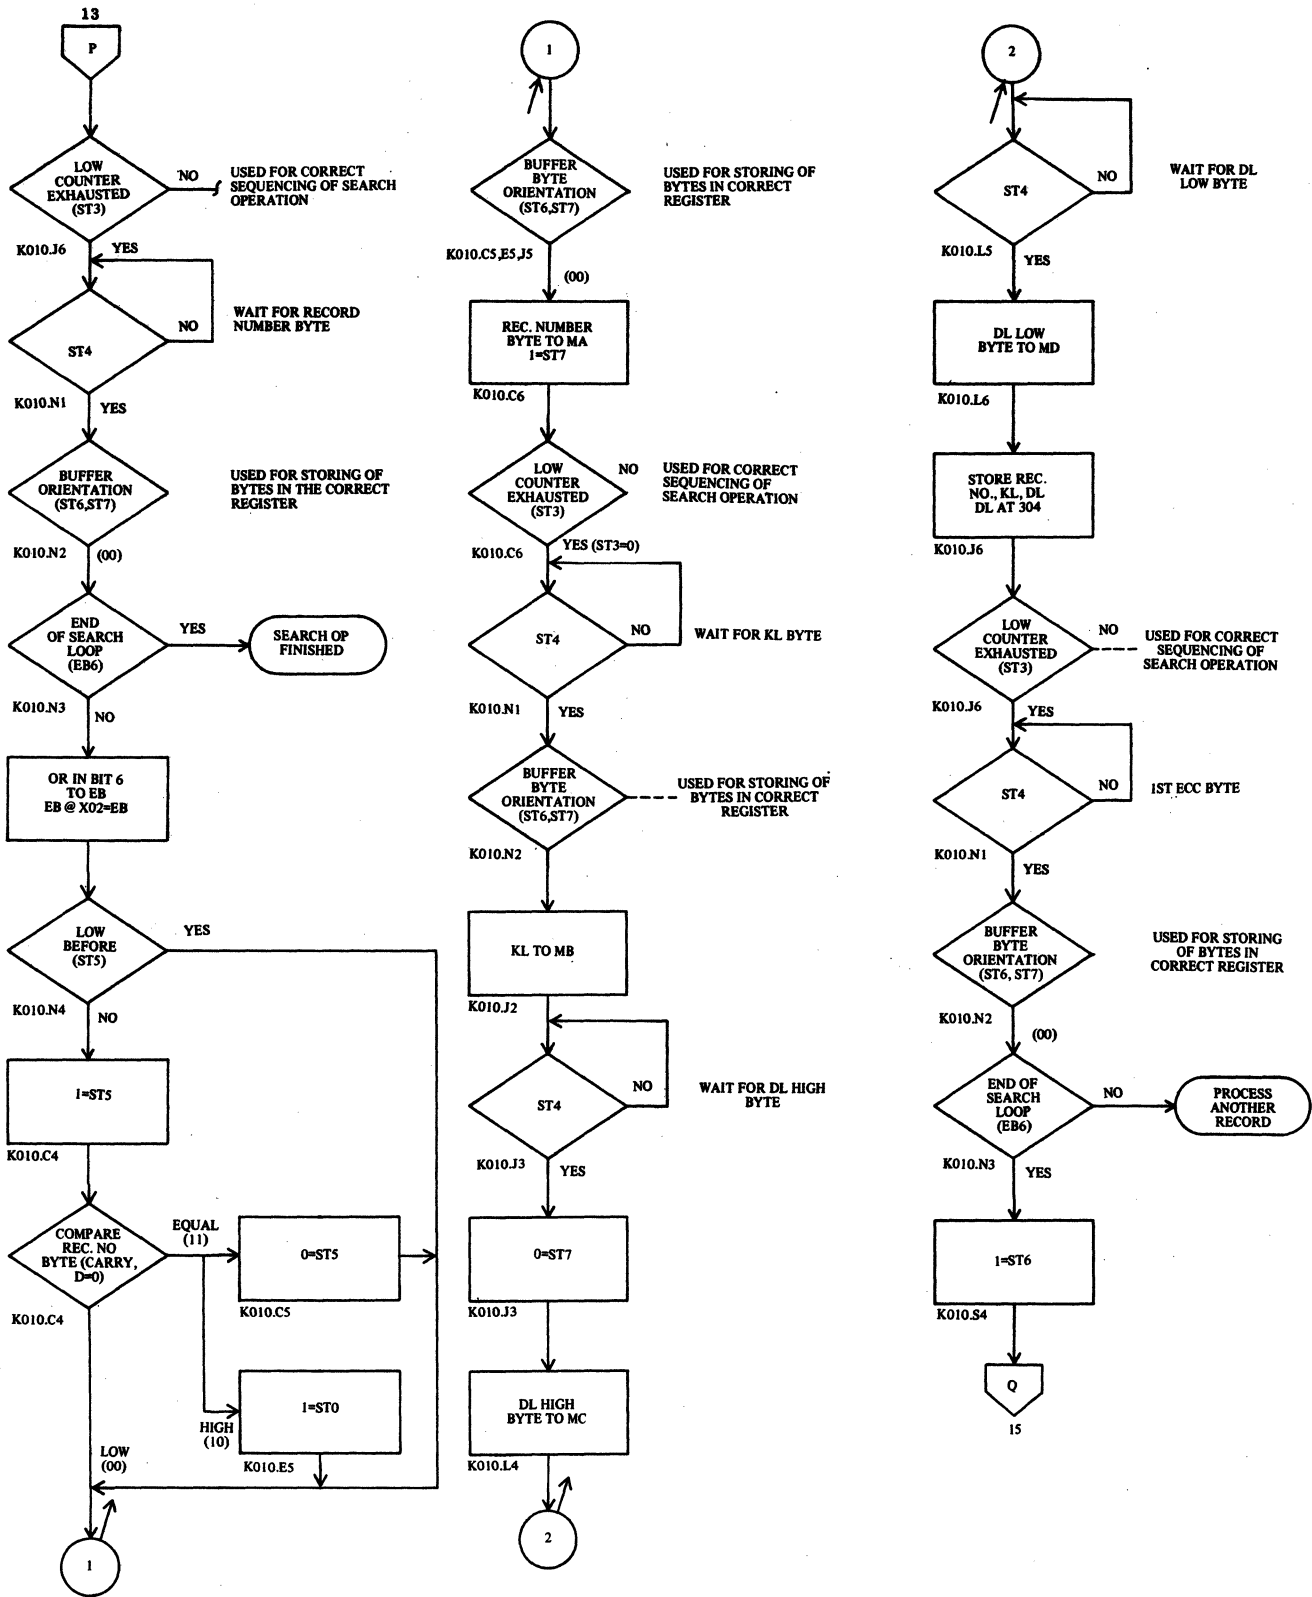 13
P
LOW
COUNTER
EXHAUSTED
(ST3)
NO
USED FOR CORRECT
SEQUENCING OF SEARCH
OPERATION
K010.J6
YES
ST4
NO
WAIT FOR RECORD
NUMBER BYTE
K010.N1
YES
BUFFER
ORIENTATION
(ST6,ST7)
USED FOR STORING OF
BYTES IN THE CORRECT
REGISTER
K010.N2
(00)
END
OF SEARCH
LOOP
(EB6)
YES
SEARCH OP
FINISHED
K010.N3
NO
OR IN BIT 6
TO EB
EB @ X02=EB
LOW
BEFORE
(ST5)
YES
K010.N4
NO
1=ST5
K010.C4
COMPARE
REC. NO
BYTE (CARRY,
D=0)
EQUAL
(11)
0=ST5
K010.C5
K010.C4
HIGH
(10)
1=ST0
K010.E5
LOW
(00)
1
1
BUFFER
BYTE
ORIENTATION
(ST6,ST7)
USED FOR STORING OF
BYTES IN CORRECT
REGISTER
K010.C5,E5,J5
(00)
REC. NUMBER
BYTE TO MA
1=ST7
K010.C6
LOW
COUNTER
EXHAUSTED
(ST3)
NO
USED FOR CORRECT
SEQUENCING OF
SEARCH OPERATION
K010.C6
YES (ST3=0)
ST4
NO
WAIT FOR KL BYTE
K010.N1
YES
BUFFER
BYTE
ORIENTATION
(ST6,ST7)
USED FOR STORING OF
BYTES IN CORRECT
REGISTER
K010.N2
KL TO MB
K010.J2
ST4
NO
WAIT FOR DL HIGH
BYTE
K010.J3
YES
0=ST7
K010.J3
DL HIGH
BYTE TO MC
K010.L4
2
2
ST4
NO
WAIT FOR DL
LOW BYTE
K010.L5
YES
DL LOW
BYTE TO MD
K010.L6
STORE REC.
NO., KL, DL
DL AT 304
K010.J6
LOW
COUNTER
EXHAUSTED
(ST3)
NO
USED FOR CORRECT
SEQUENCING OF
SEARCH OPERATION
K010.J6
YES
ST4
NO
1ST ECC BYTE
K010.N1
YES
BUFFER
BYTE
ORIENTATION
(ST6, ST7)
USED FOR STORING
OF BYTES IN
CORRECT REGISTER
K010.N2
(00)
END OF
SEARCH
LOOP
(EB6)
NO
PROCESS
ANOTHER
RECORD
K010.N3
YES
1=ST6
K010.S4
Q
15